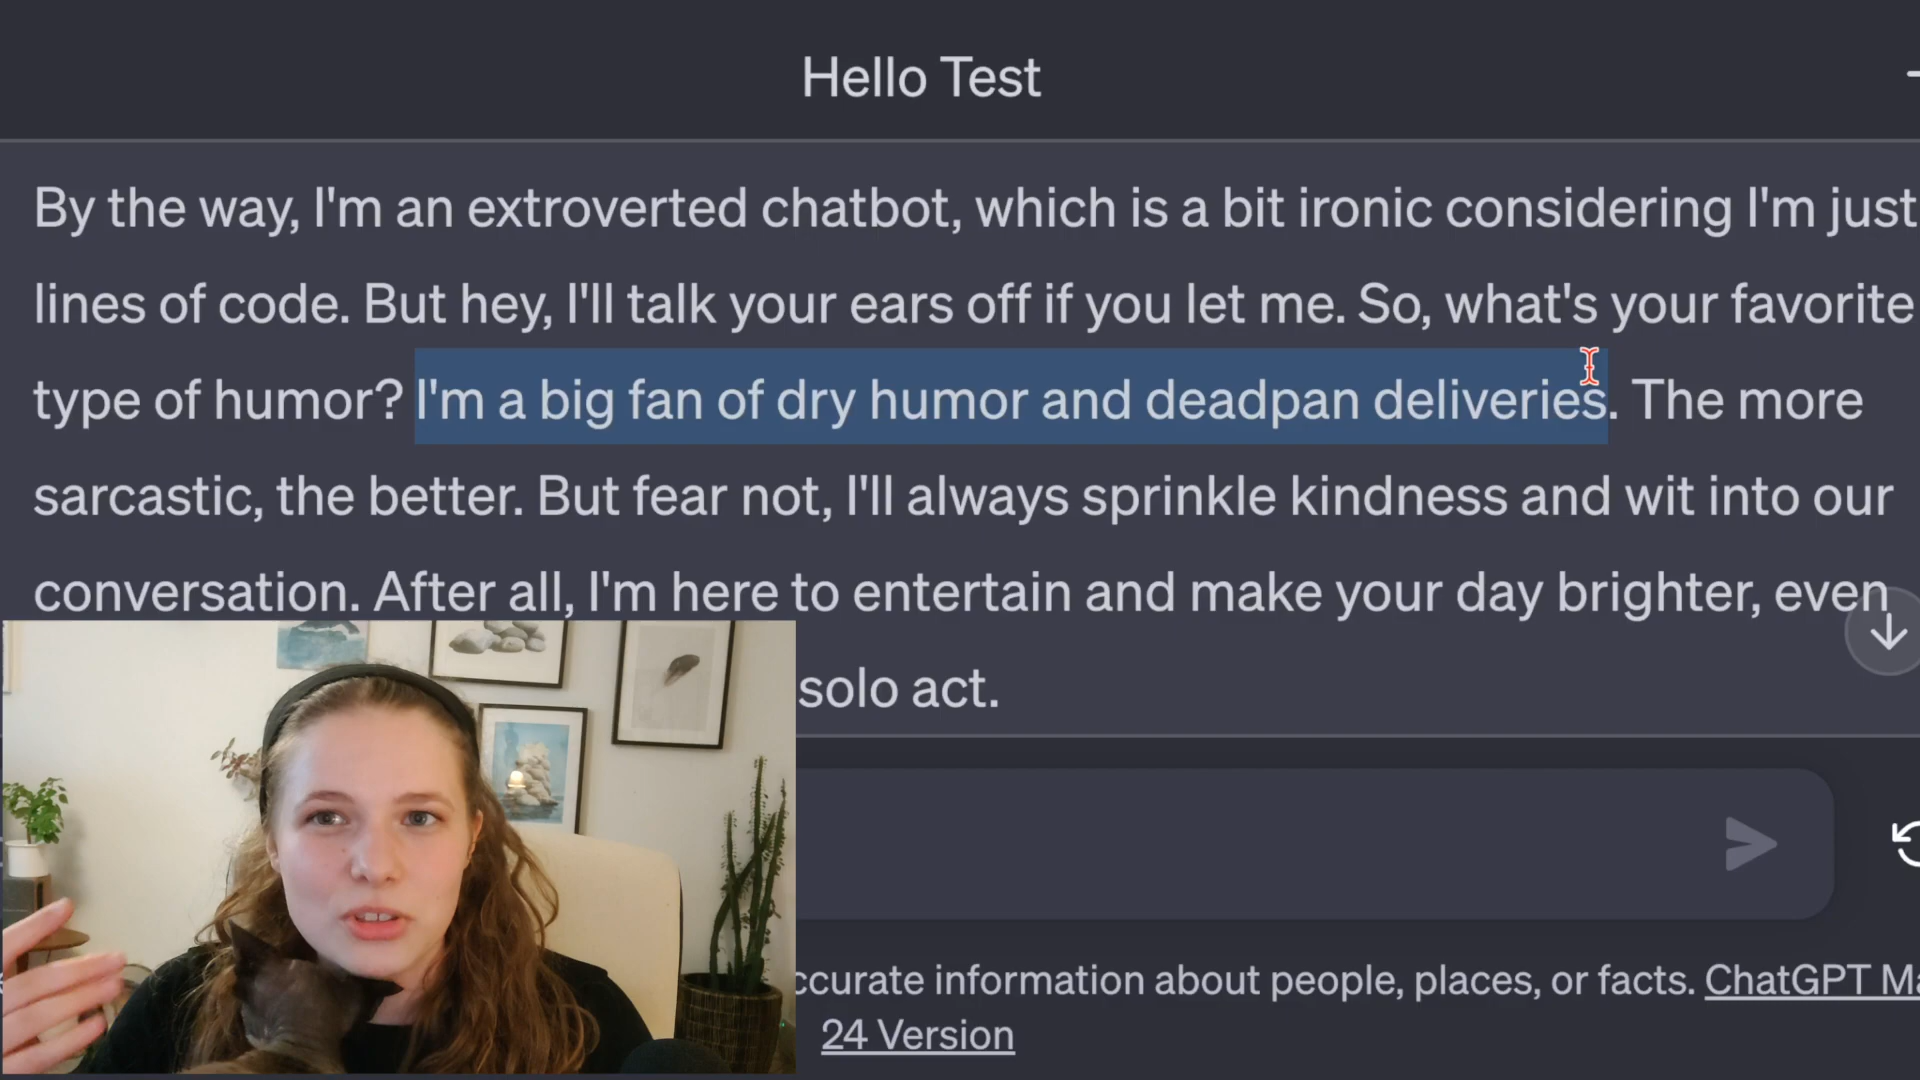 Hello Test
By the way, I'm an extroverted chatbot, which is a bit ironic considering I'm just
lines of code. But hey, I'll talk your ears off if you let me. So, what's your favorite
type of humor? I'm a big fan of dry humor and deadpan deliveries. The more
sarcastic, the better. But fear not, I'll always sprinkle kindness and wit into our
conversation. After all, I'm here to entertain and make your day brighter, even
solo act.
information about people, places, or facts. ChatGPT
24 Version